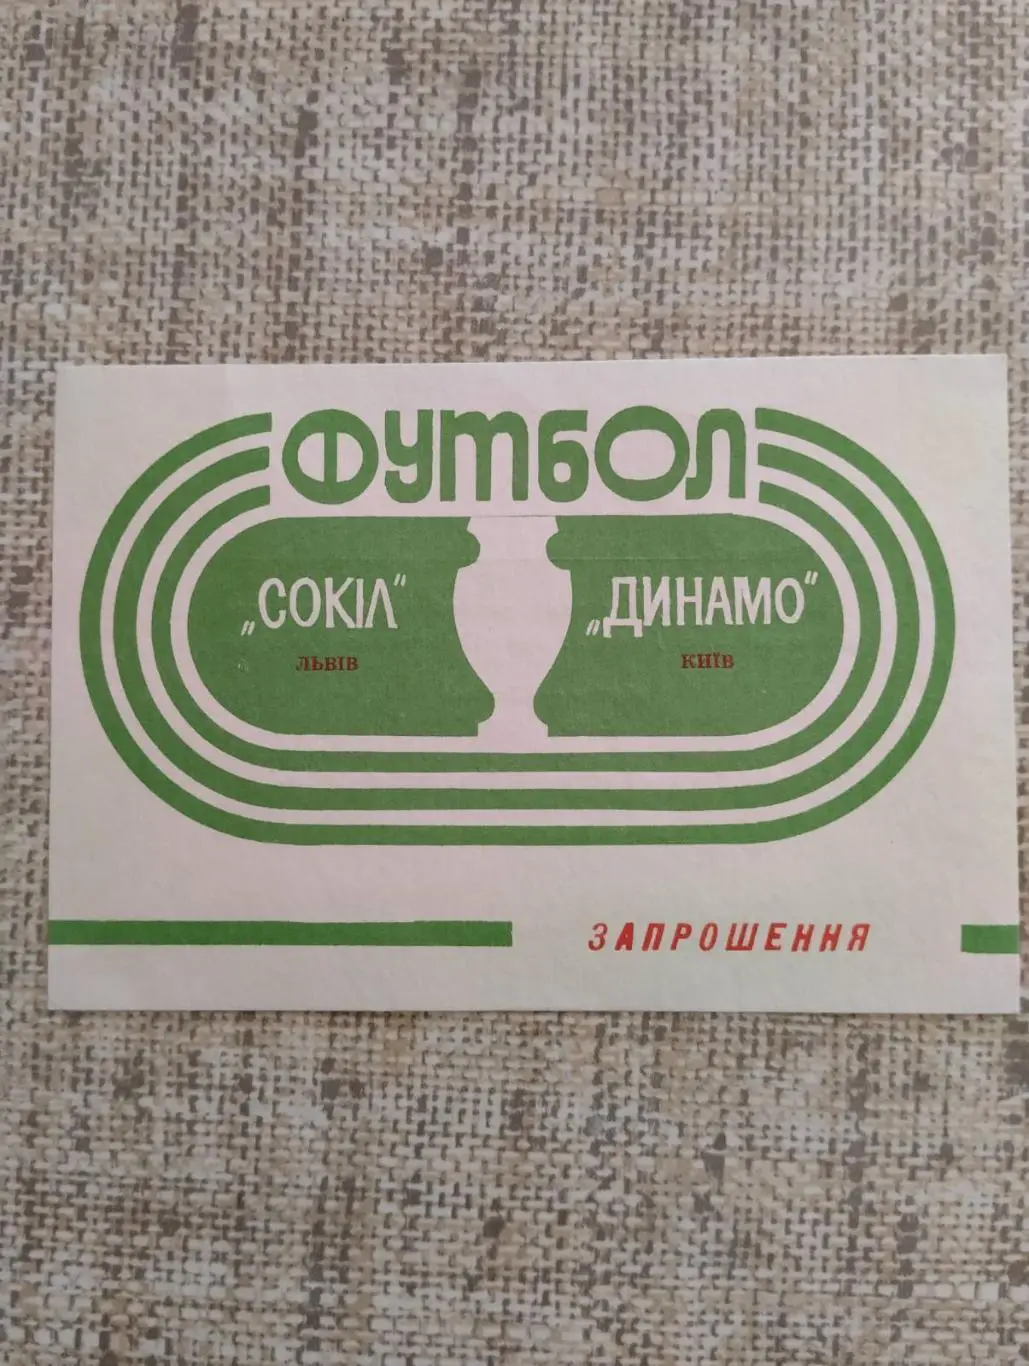 ФУТБОЛ
„СОКІЛ“ „ДИНАМО“
ЛЬВІВ КИЇВ
ЗАПРОШЕННЯ